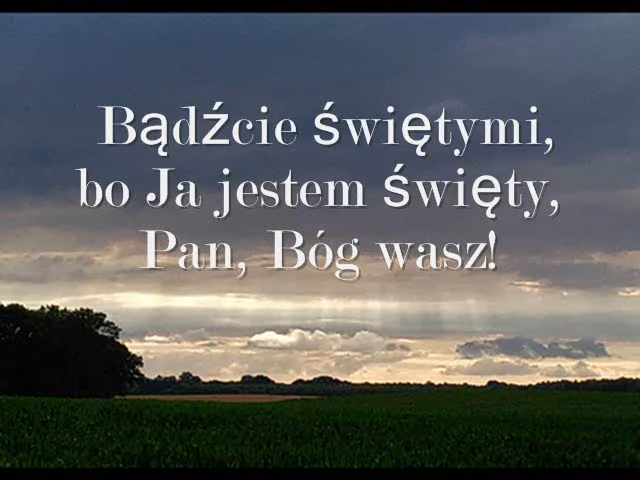 Bądźcie świętymi,
bo Ja jestem święty,
Pan, Bóg wasz!